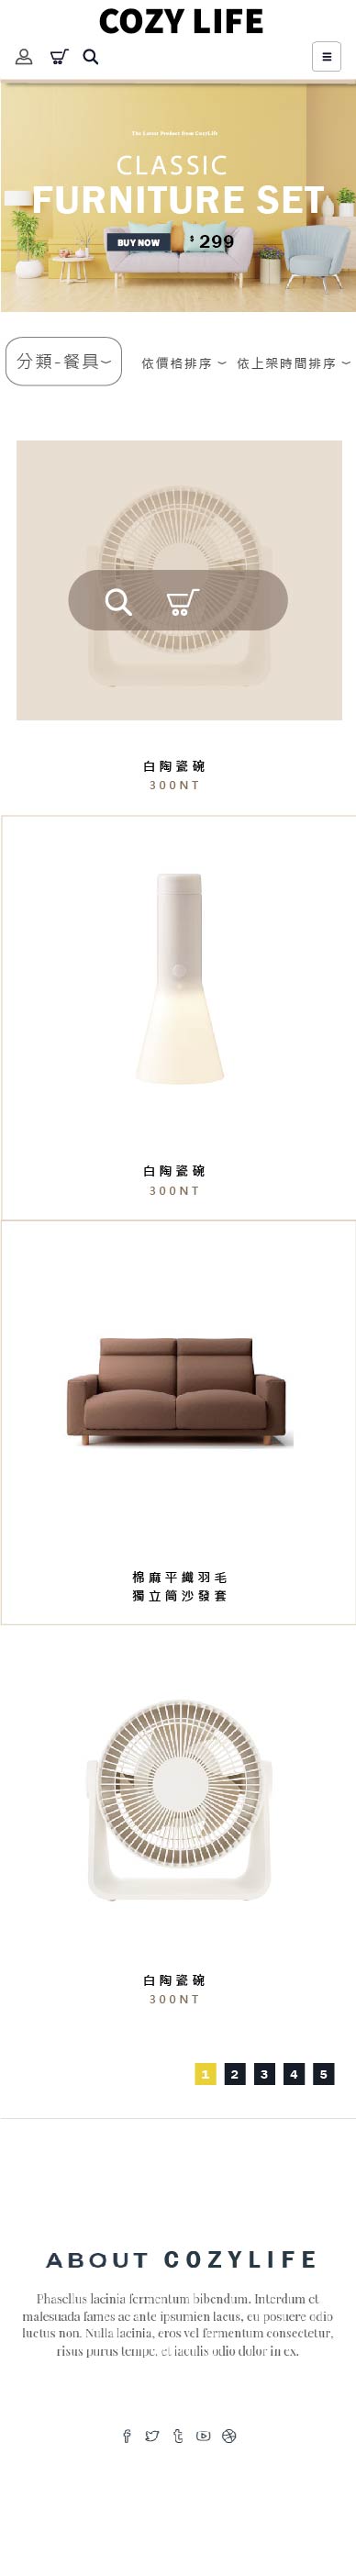 COZY LIFE
The Latest Product from CozyLife
CLASSIC
FURNITURE SET
BUY NOW $ 299
分類-餐具 依價格排序 依上架時間排序
白陶瓷碗
300NT
白陶瓷碗
300NT
棉麻平織羽毛
獨立筒沙發套
白陶瓷碗
300NT
1 2 3 4 5
ABOUT COZYLIFE
Phasellus lacinia fermentum bibendum. Interdum et
malesuada fames ac ante ipsumien lacus, eu posuere odio
luctus non. Nulla lacinia, eros vel fermentum consectetur,
risus purus tempc, et iaculis odio dolor in ex.